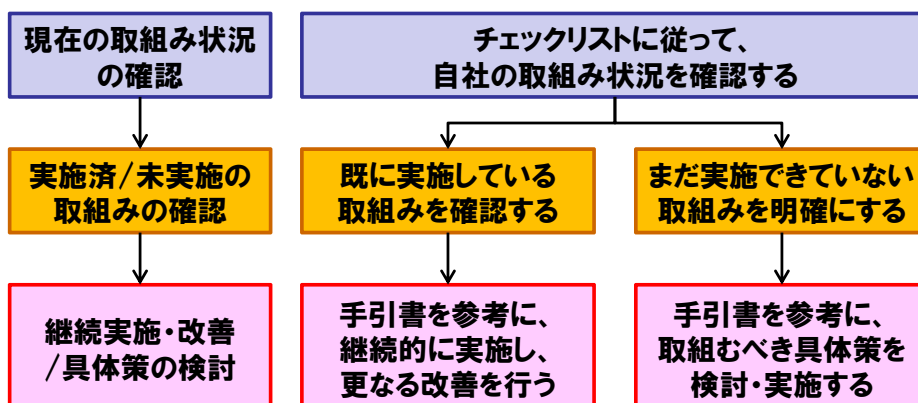 現在の取組み状況
の確認
チェックリストに従って、
自社の取組み状況を確認する
実施済/未実施の
取組みの確認
既に実施している
取組みを確認する
まだ実施できていない
取組みを明確にする
継続実施・改善
/具体策の検討
手引書を参考に、
継続的に実施し、
更なる改善を行う
手引書を参考に、
取組むべき具体策を
検討・実施する